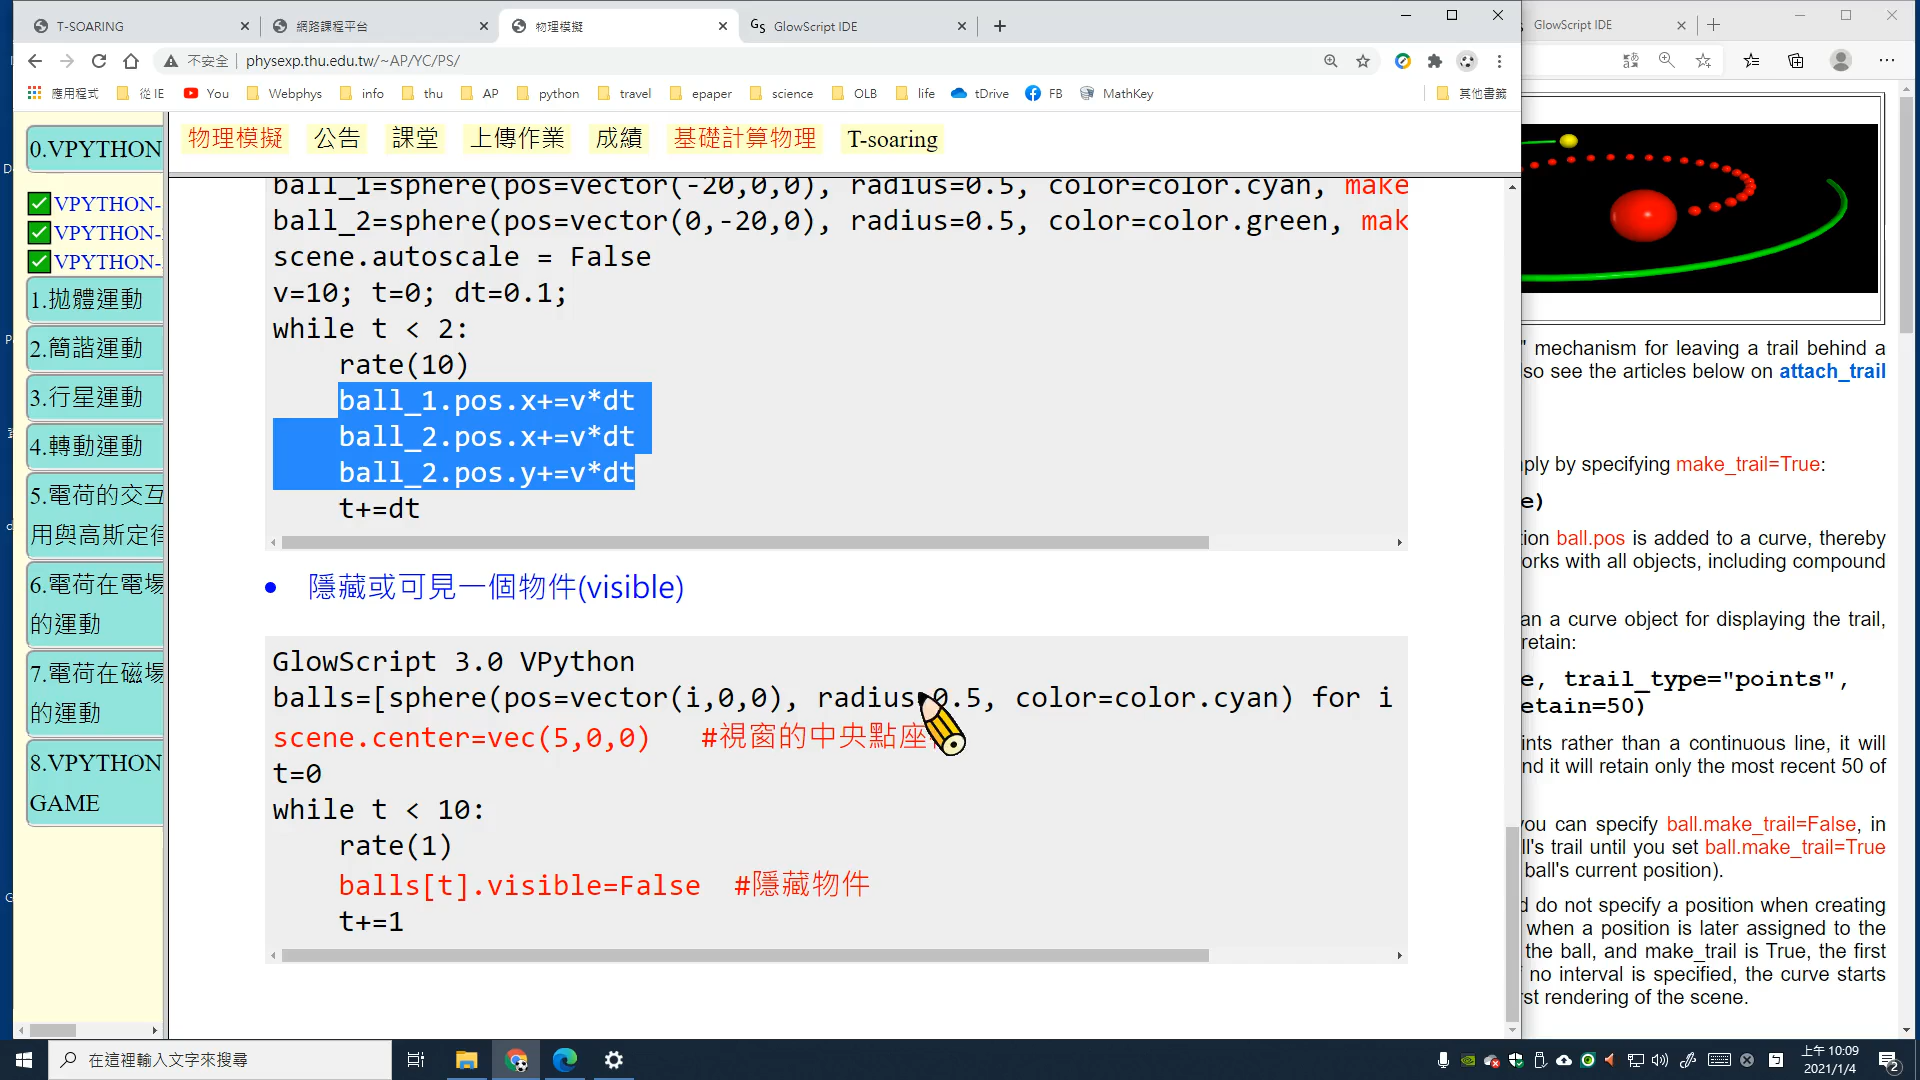 T-SOARING
網路課程平台
物理模擬
GlowScript IDE
GlowScript IDE
不安全
physexp.thu.edu.tw/~AP/YC/PS/
應用程式
從 IE
You
Webphys
info
thu
AP
python
travel
epaper
science
OLB
life
tDrive
FB
MathKey
其他書籤
物理模擬
公告
課堂
上傳作業
成績
基礎計算物理
T-soaring
0.VPYTHON
VPYTHON-
VPYTHON-
VPYTHON-
1.拋體運動
2.簡諧運動
3.行星運動
4.轉動運動
5.電荷的交互
用與高斯定律
6.電荷在電場
的運動
7.電荷在磁場
的運動
8.VPYTHON
GAME
ball_1=sphere(pos=vector(-20,0,0), radius=0.5, color=color.cyan, make
ball_2=sphere(pos=vector(0,-20,0), radius=0.5, color=color.green, mak
scene.autoscale = False
v=10; t=0; dt=0.1;
while t < 2:
rate(10)
ball_1.pos.x+=v*dt
ball_2.pos.x+=v*dt
ball_2.pos.y+=v*dt
t+=dt
隱藏或可見一個物件(visible)
GlowScript 3.0 VPython
balls=[sphere(pos=vector(i,0,0), radius 0.5, color=color.cyan) for i
scene.center=vec(5,0,0) #視窗的中央點座
t=0
while t < 10:
rate(1)
balls[t].visible=False #隱藏物件
t+=1
" mechanism for leaving a trail behind a
so see the articles below on attach_trail
ply by specifying make_trail=True:
e)
ion ball.pos is added to a curve, thereby
orks with all objects, including compound
an a curve object for displaying the trail,
retain:
e, trail_type="points",
etain=50)
ints rather than a continuous line, it will
nd it will retain only the most recent 50 of
you can specify ball.make_trail=False, in
ll's trail until you set ball.make_trail=True
ball's current position).
d do not specify a position when creating
when a position is later assigned to the
the ball, and make_trail is True, the first
no interval is specified, the curve starts
rst rendering of the scene.
在這裡輸入文字來搜尋
上午 10:09
2021/1/4
2